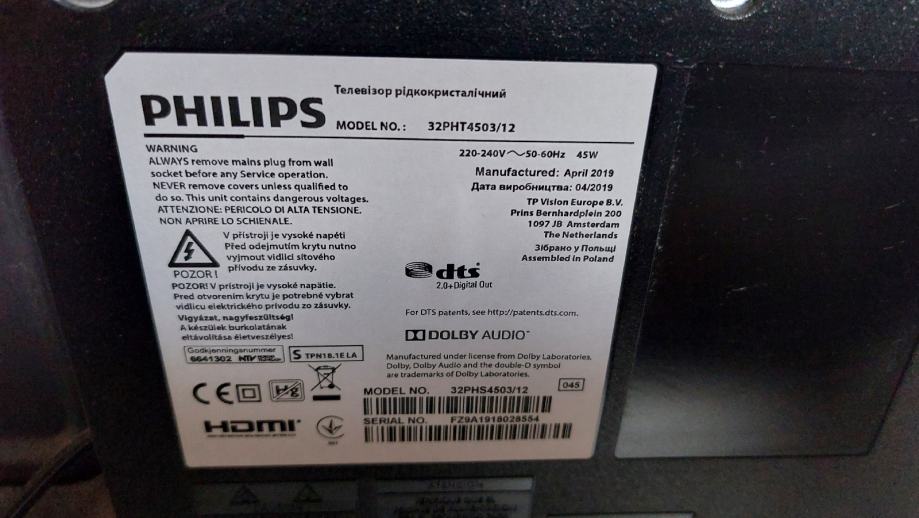 Телевізор рідкокристалічний
PHILIPS
MODEL NO.: 32PHT4503/12
220-240V～50-60Hz 45W
Manufactured: April 2019
Дата виробництва: 04/2019
TP Vision Europe B.V.
Prins Bernhardplein 200
1097 JB Amsterdam
The Netherlands
Зібрано у Польщі
Assembled in Poland
WARNING
ALWAYS remove mains plug from wall
socket before any Service operation.
NEVER remove covers unless qualified to
do so. This unit contains dangerous voltages.
ATTENZIONE: PERICOLO DI ALTA TENSIONE.
NON APRIRE LO SCHIENALE.
V přístroji je vysoké napětí
Před odejmutím krytu nutno
vyjmout vidlici síťového
přívodu ze zásuvky.
POZOR!
POZOR! V prístroji je vysoké napätie.
Pred otvorením krytu je potrebné vybrat
vidlicu elektrického prívodu zo zásuvky.
Vigyázat, nagyfeszültség!
A készülek burkolatának
eltávolítása életveszélyes!
dts
2.0+Digital Out
For DTS patents, see http://patents.dts.com.
DOLBY AUDIO™
Manufactured under license from Dolby Laboratories.
Dolby, Dolby Audio and the double-D symbol
are trademarks of Dolby Laboratories.
Godkjenningsnummer
6641302
S TPN18.1E LA
CE
Hg
HDMI
045
MODEL NO. 32PHS4503/12
SERIAL NO. FZ9A1918028554
ATENCIÓN